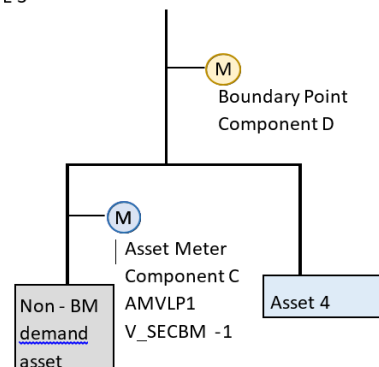 M
Boundary Point
Component D
M
Asset Meter
Component C
AMVLP1
V_SECBM -1
Non - BM
demand
asset
Asset 4